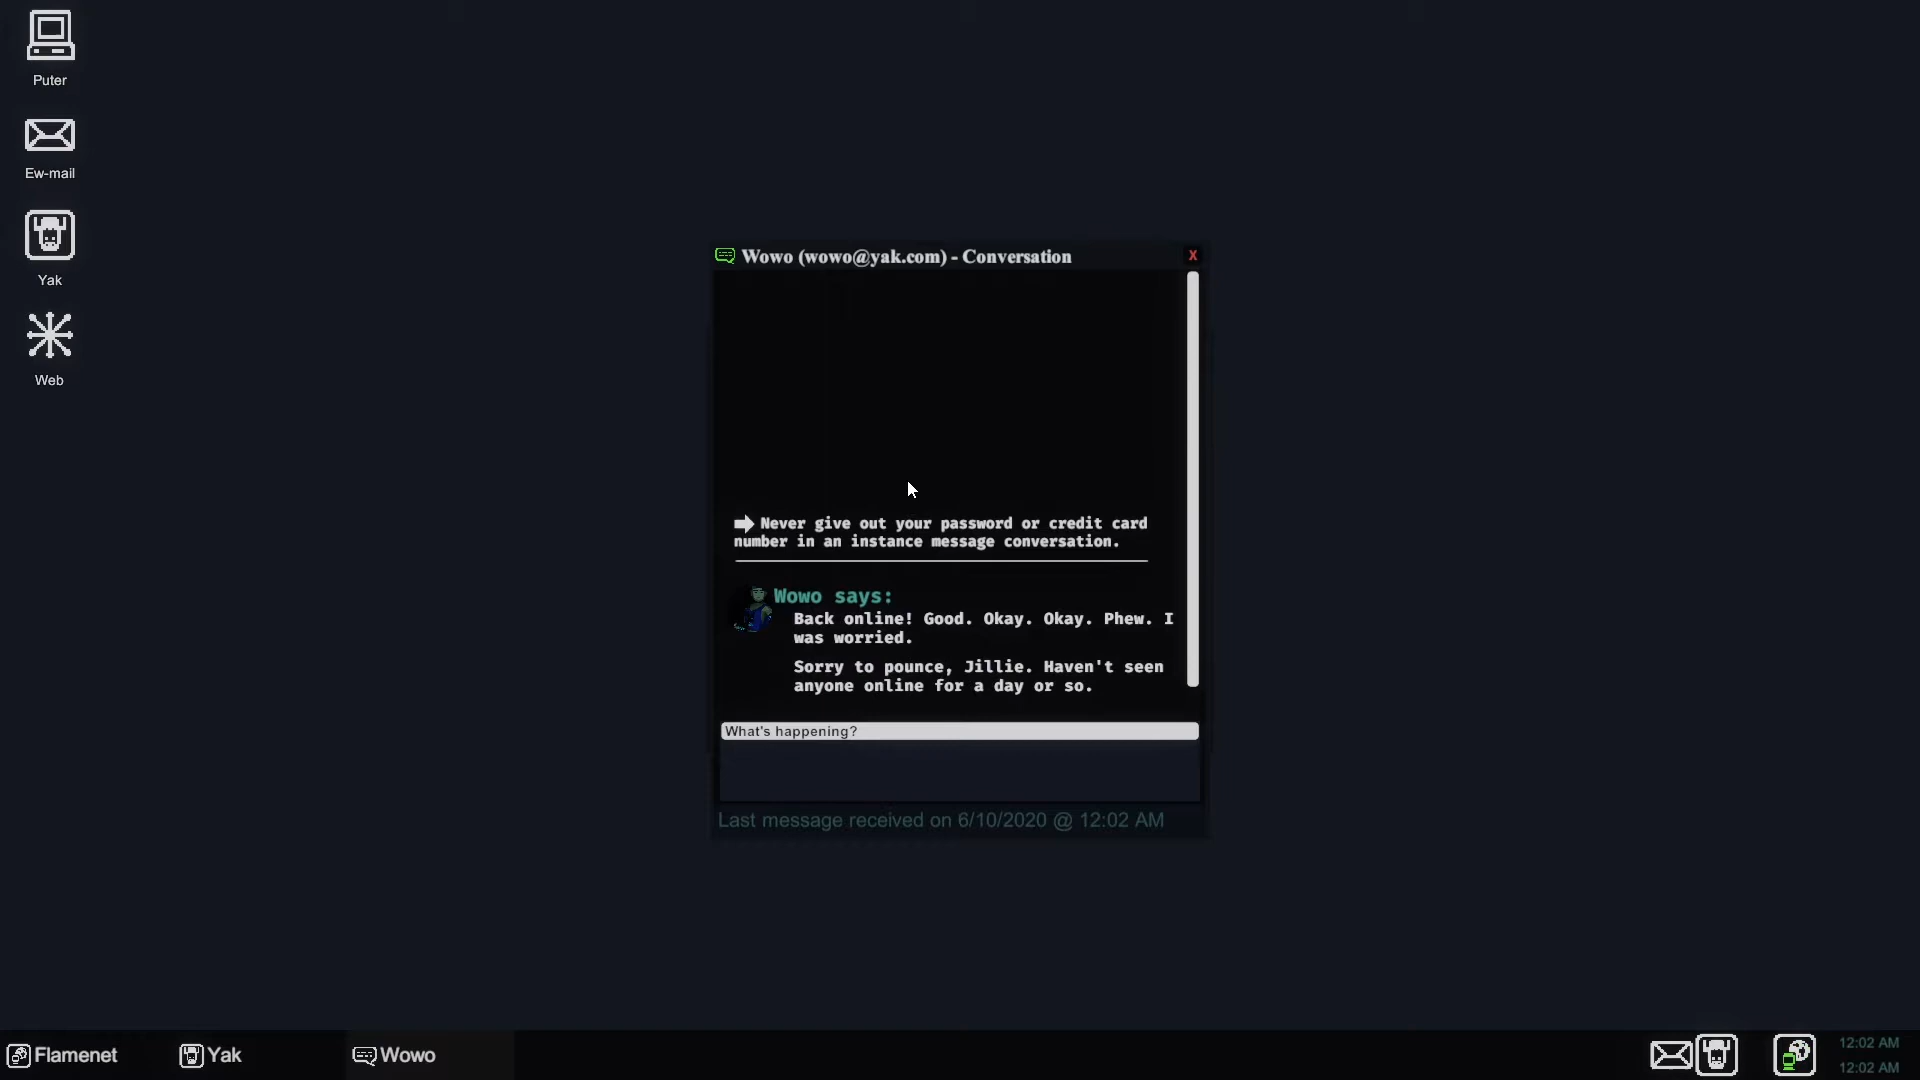 Puter
Ew-mail
Yak
Web
Wowo (wowo@yak.com) - Conversation
X
Never give out your password or credit card
number in an instance message conversation.
Wowo says:
Back online! Good. Okay. Okay. Phew. I
was worried.
Sorry to pounce, Jillie. Haven't seen
anyone online for a day or so.
What's happening?
Last message received on 6/10/2020 @ 12:02 AM
Flamenet
Yak
Wowo
12:02 AM
12:02 AM